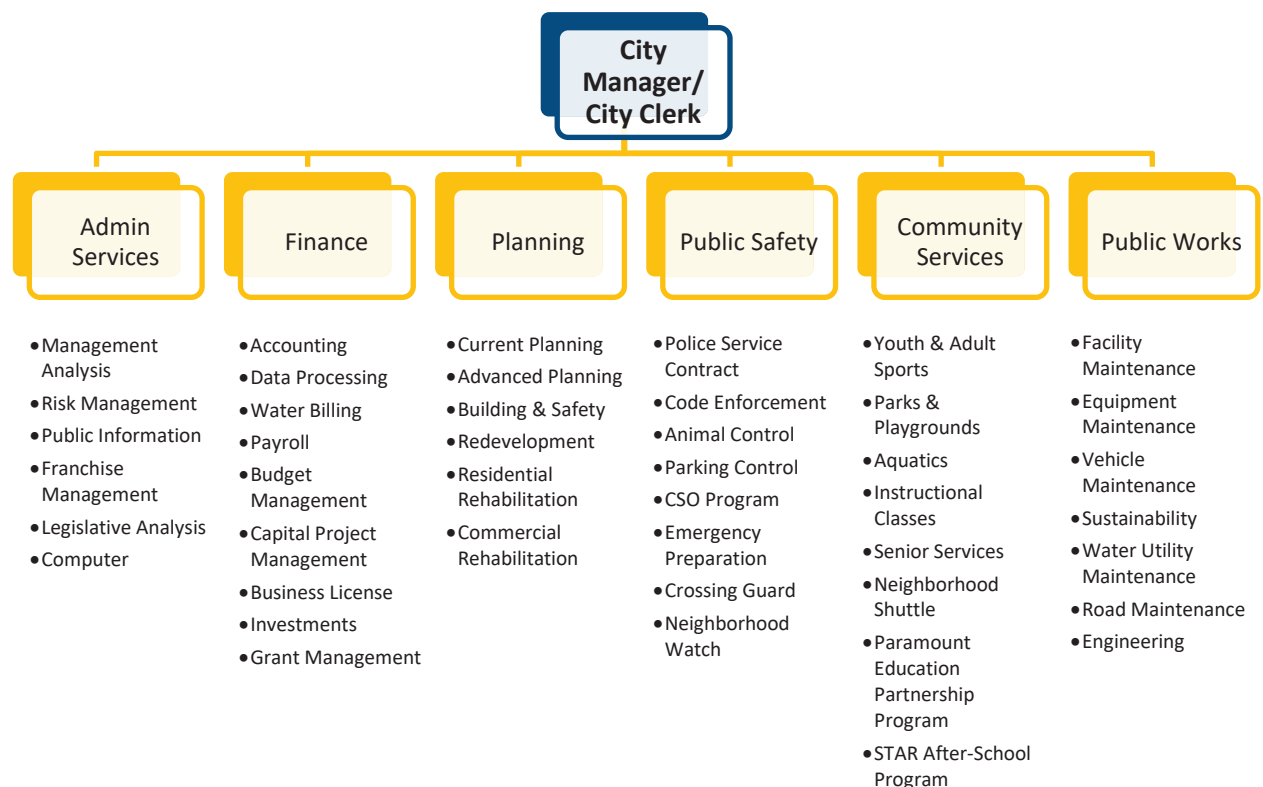 City
Manager/
City Clerk
Admin
Services
Finance
Planning
Public Safety
Community
Services
Public Works
•Management
Analysis
•Risk Management
•Public Information
•Franchise
Management
•Legislative Analysis
•Computer
•Accounting
•Data Processing
•Water Billing
•Payroll
•Budget
Management
•Capital Project
Management
•Business License
•Investments
•Grant Management
•Current Planning
•Advanced Planning
•Building & Safety
•Redevelopment
•Residential
Rehabilitation
•Commercial
Rehabilitation
•Police Service
Contract
•Code Enforcement
•Animal Control
•Parking Control
•CSO Program
•Emergency
Preparation
•Crossing Guard
•Neighborhood
Watch
•Youth & Adult
Sports
•Parks &
Playgrounds
•Aquatics
•Instructional
Classes
•Senior Services
•Neighborhood
Shuttle
•Paramount
Education
Partnership
Program
•STAR After-School
Program
•Facility
Maintenance
•Equipment
Maintenance
•Vehicle
Maintenance
•Sustainability
•Water Utility
Maintenance
•Road Maintenance
•Engineering